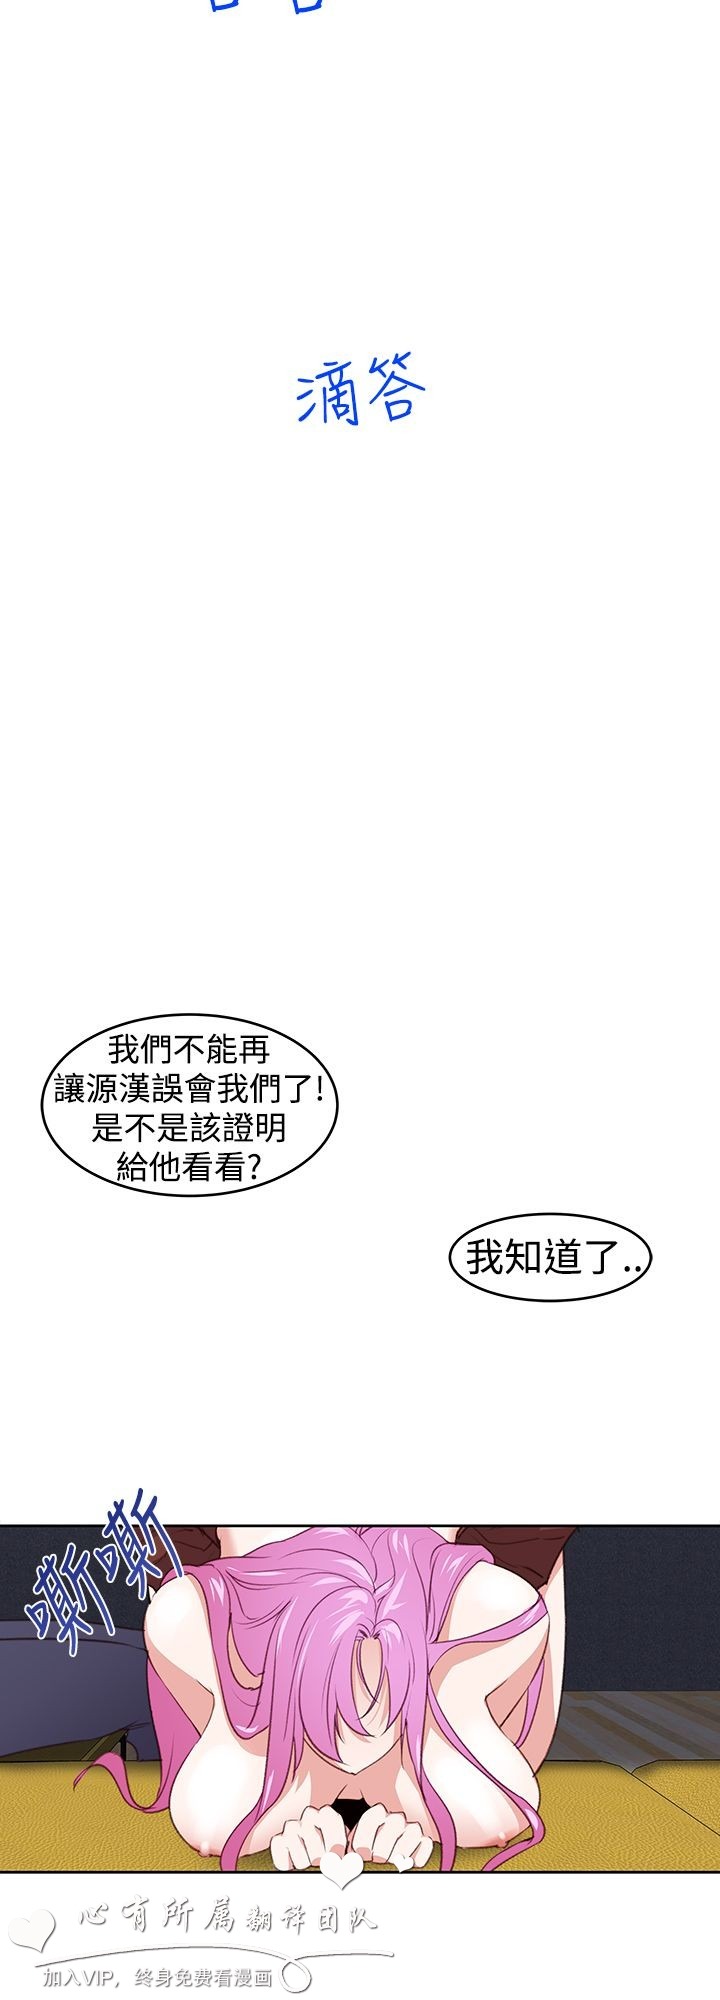 滴答
我們不能再
讓源漢誤會我們了!
是不是該證明
給他看看?
我知道了..
嘶嘶
心有所属翻译团队
加入VIP，终身免费看漫画